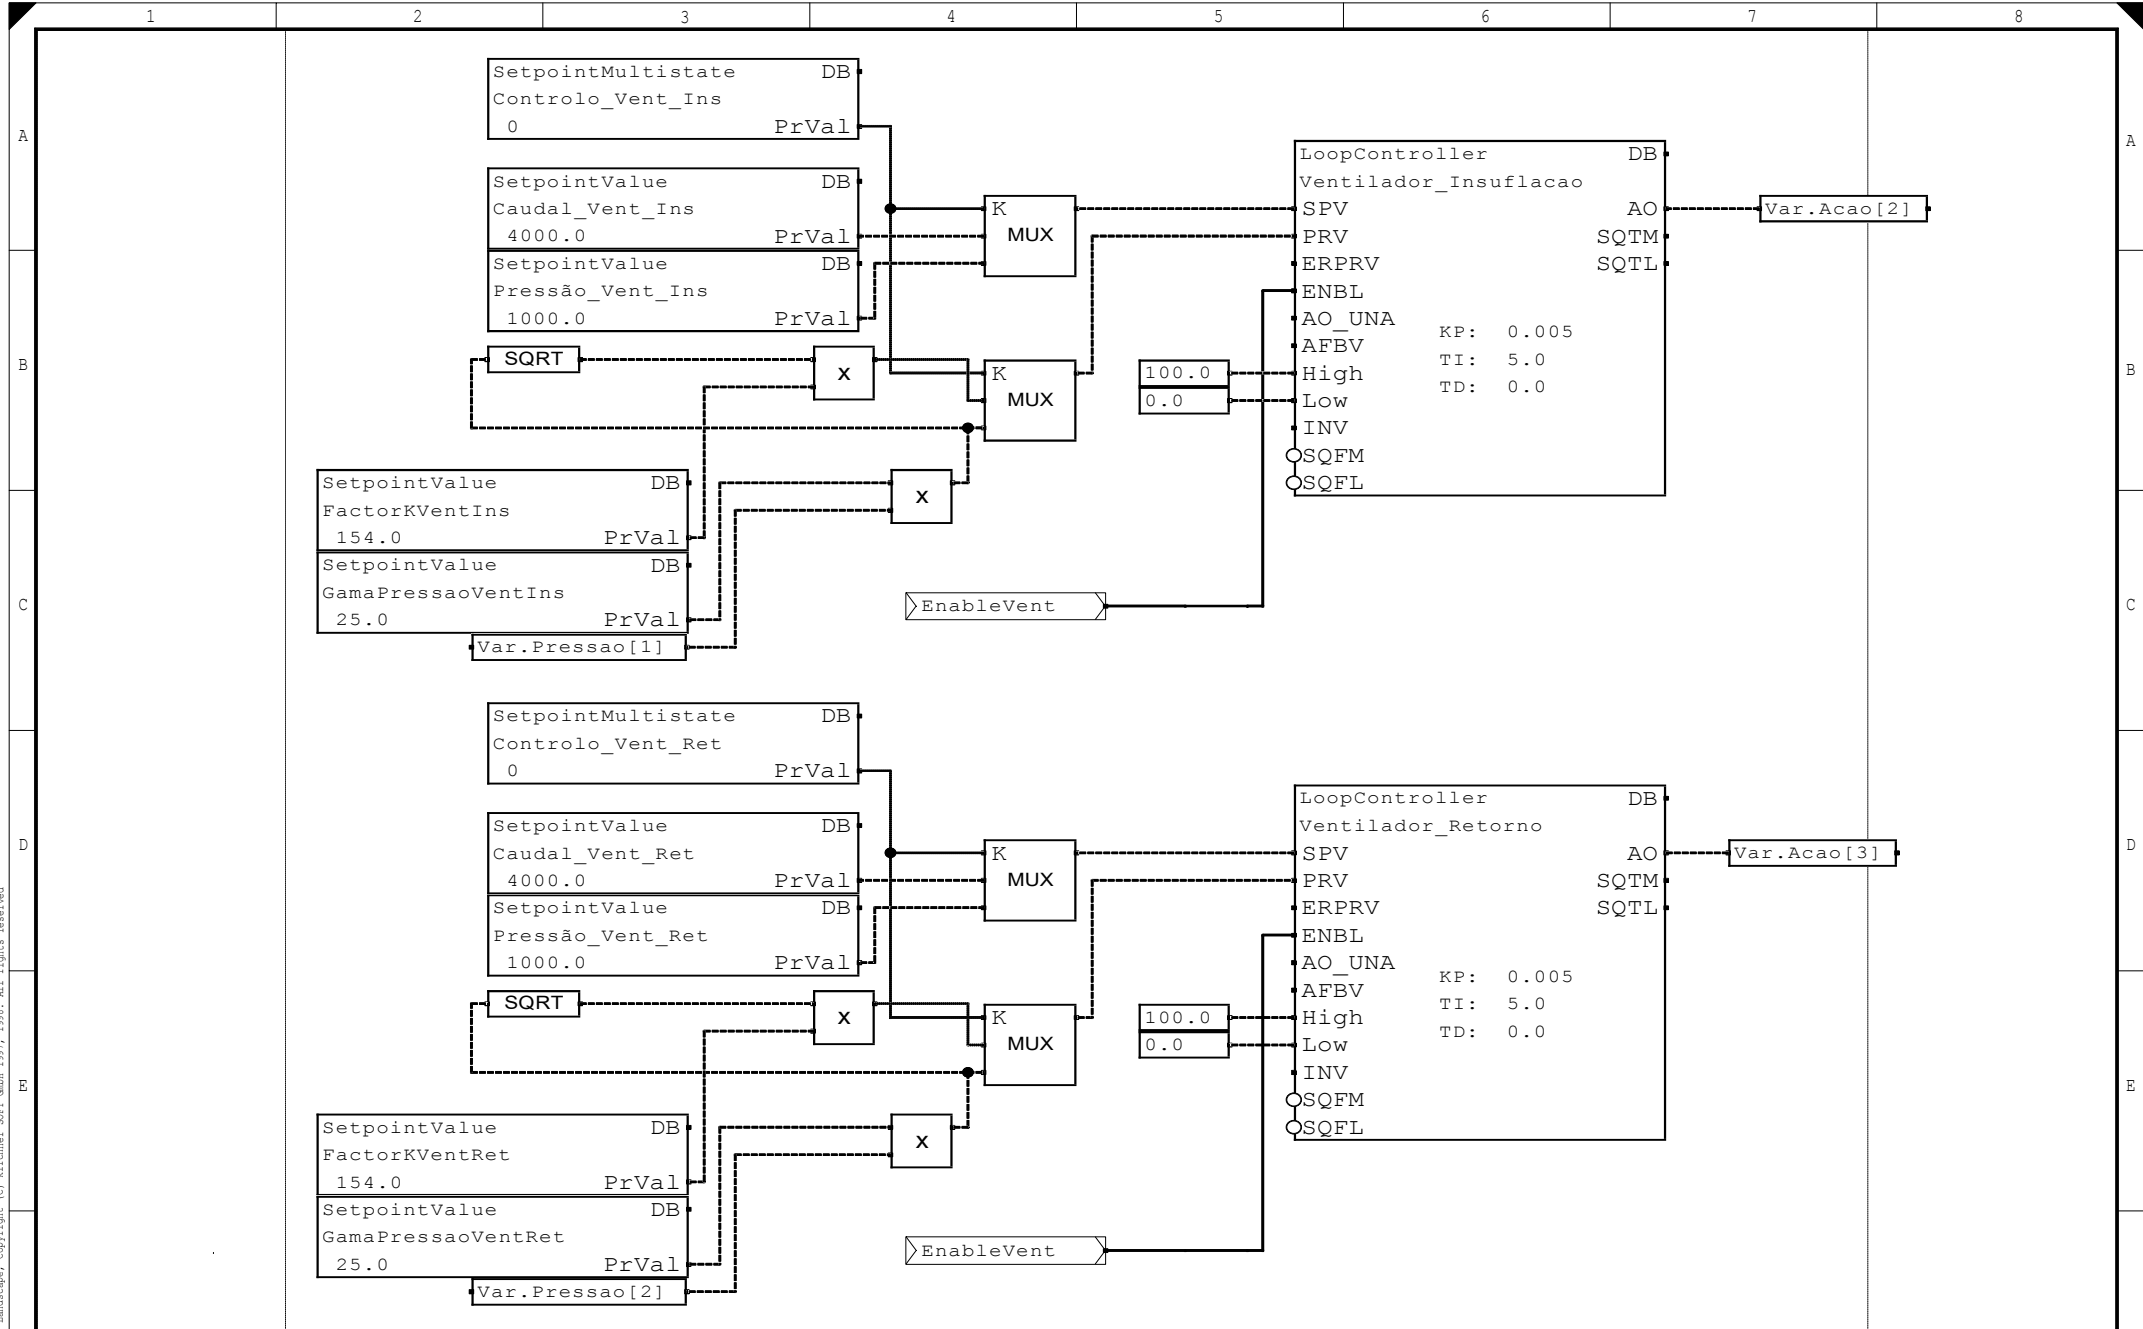 1 2 3 4 5 6 7 8
A A
SetpointMultistate DB
Controlo_Vent_Ins
0 PrVal
SetpointValue DB
Caudal_Vent_Ins
4000.0 PrVal
SetpointValue DB
Pressão_Vent_Ins
1000.0 PrVal
K
MUX
SQRT
X
K
MUX
B B
SetpointValue DB
FactorKVentIns
154.0 PrVal
SetpointValue DB
GamaPressaoVentIns
25.0 PrVal
Var.Pressao[1]
X
100.0
0.0
EnableVent
LoopController DB
Ventilador_Insuflacao
SPV AO
PRV SQTM
ERPRV SQTL
ENBL
AO_UNA
AFBV
High
Low
INV
SQFM
SQFL
KP: 0.005
TI: 5.0
TD: 0.0
Var.Acao[2]
C C
SetpointMultistate DB
Controlo_Vent_Ret
0 PrVal
SetpointValue DB
Caudal_Vent_Ret
4000.0 PrVal
SetpointValue DB
Pressão_Vent_Ret
1000.0 PrVal
K
MUX
D D
SQRT
X
K
MUX
SetpointValue DB
FactorKVentRet
154.0 PrVal
SetpointValue DB
GamaPressaoVentRet
25.0 PrVal
Var.Pressao[2]
X
100.0
0.0
EnableVent
LoopController DB
Ventilador_Retorno
SPV AO
PRV SQTM
ERPRV SQTL
ENBL
AO_UNA
AFBV
High
Low
INV
SQFM
SQFL
KP: 0.005
TI: 5.0
TD: 0.0
Var.Acao[3]
E E